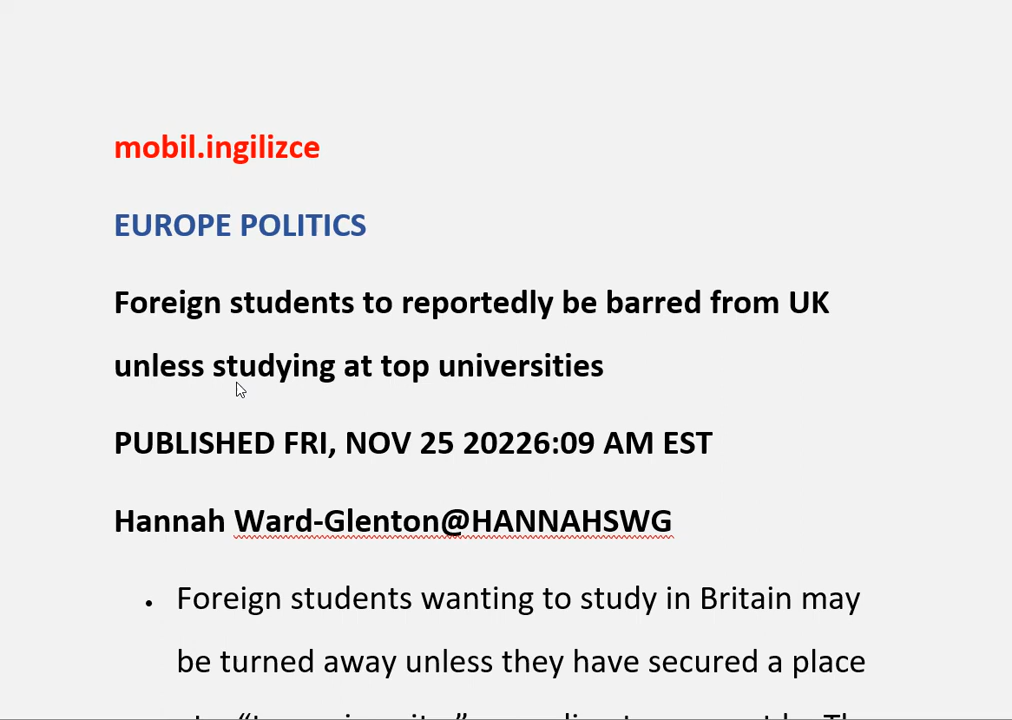 mobil.ingilizce
EUROPE POLITICS
Foreign students to reportedly be barred from UK
unless studying at top universities
PUBLISHED FRI, NOV 25 20226:09 AM EST
Hannah Ward-Glenton@HANNAHSWG
• Foreign students wanting to study in Britain may
be turned away unless they have secured a place